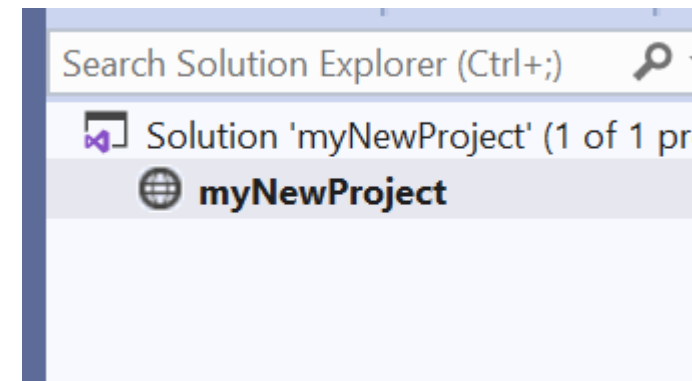 Search Solution Explorer (Ctrl+;)
Solution 'myNewProject' (1 of 1 pr
myNewProject